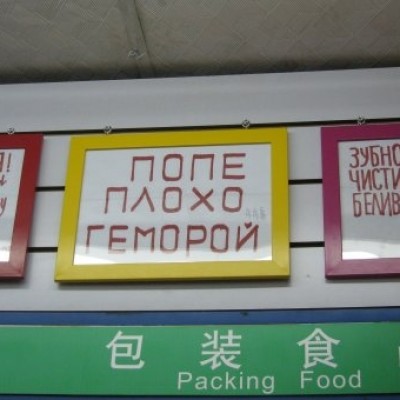 ПОПЕ
ПЛОХО
ГЕМОРОЙ
ЗУБНО
ЧИСТИ
БЕЛИВ
包装食
Packing Food